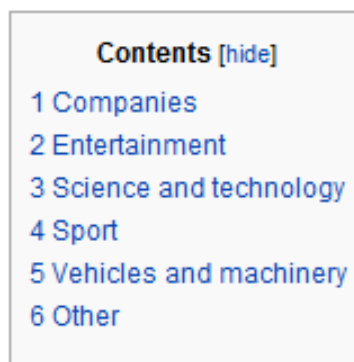 Contents [hide]
1 Companies
2 Entertainment
3 Science and technology
4 Sport
5 Vehicles and machinery
6 Other